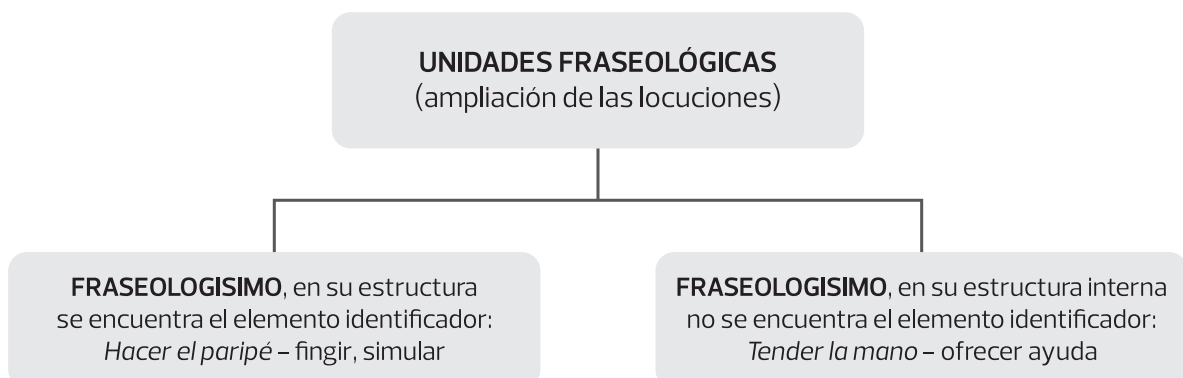 UNIDADES FRASEOLÓGICAS
(ampliación de las locuciones)
FRASEOLOGISIMO, en su estructura
se encuentra el elemento identificador:
Hacer el paripé – fingir, simular
FRASEOLOGISIMO, en su estructura interna
no se encuentra el elemento identificador:
Tender la mano – ofrecer ayuda